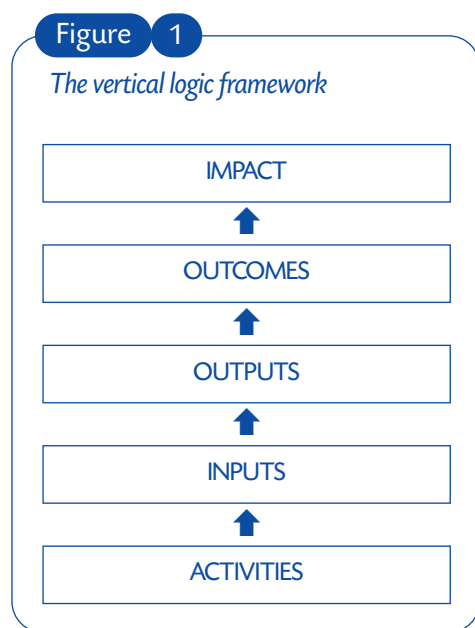 Figure 1
The vertical logic framework
IMPACT
OUTCOMES
OUTPUTS
INPUTS
ACTIVITIES